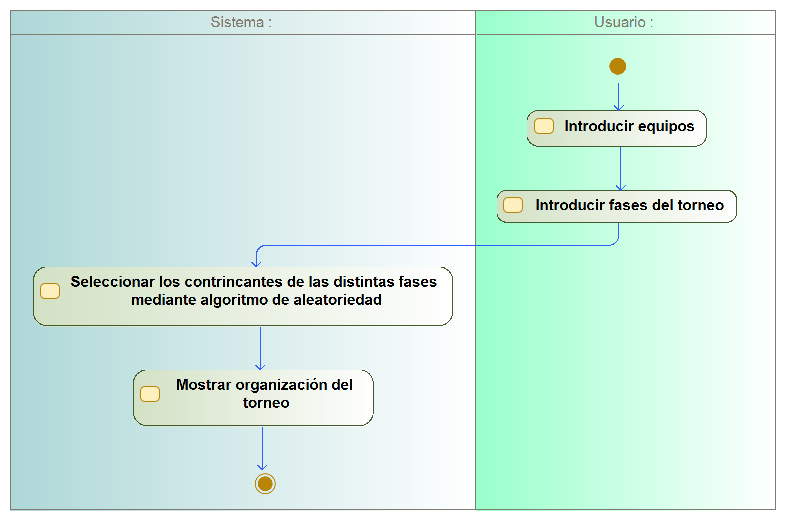 Sistema :
Usuario :
Introducir equipos
Introducir fases del torneo
Seleccionar los contrincantes de las distintas fases
mediante algoritmo de aleatoriedad
Mostrar organización del
torneo